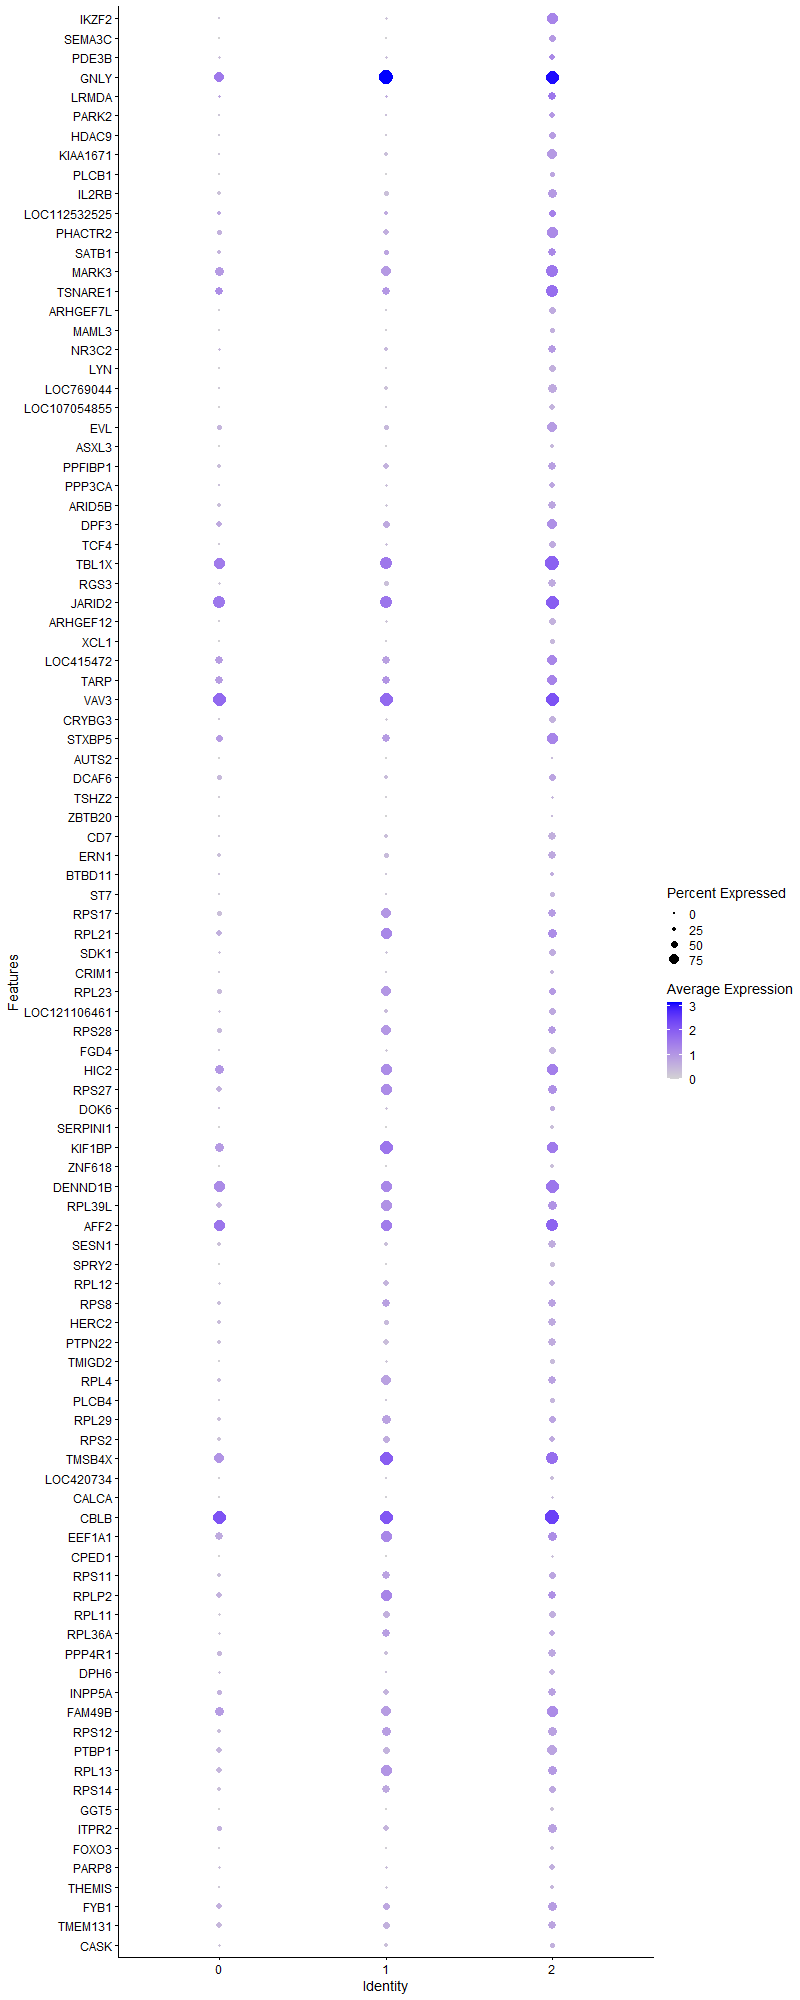 IKZF2
SEMA3C
PDE3B
GNLY
LRMDA
PARK2
HDAC9
KIAA1671
PLCB1
IL2RB
LOC112532525
PHACTR2
SATB1
MARK3
TSNARE1
ARHGEF7L
MAML3
NR3C2
LYN
LOC769044
LOC107054855
EVL
ASXL3
PPFIBP1
PPP3CA
ARID5B
DPF3
TCF4
TBL1X
RGS3
JARID2
ARHGEF12
XCL1
LOC415472
TARP
VAV3
CRYBG3
STXBP5
AUTS2
DCAF6
TSHZ2
ZBTB20
CD7
ERN1
BTBD11
ST7
RPS17
RPL21
SDK1
CRIM1
RPL23
LOC121106461
RPS28
FGD4
HIC2
RPS27
DOK6
SERPINI1
KIF1BP
ZNF618
DENND1B
RPL39L
AFF2
SESN1
SPRY2
RPL12
RPS8
HERC2
PTPN22
TMIGD2
RPL4
PLCB4
RPL29
RPS2
TMSB4X
LOC420734
CALCA
CBLB
EEF1A1
CPED1
RPS11
RPLP2
RPL11
RPL36A
PPP4R1
DPH6
INPP5A
FAM49B
RPS12
PTBP1
RPL13
RPS14
GGT5
ITPR2
FOXO3
PARP8
THEMIS
FYB1
TMEM131
CASK
Features
0 1 2
Identity
Percent Expressed
0
25
50
75
Average Expression
3
2
1
0